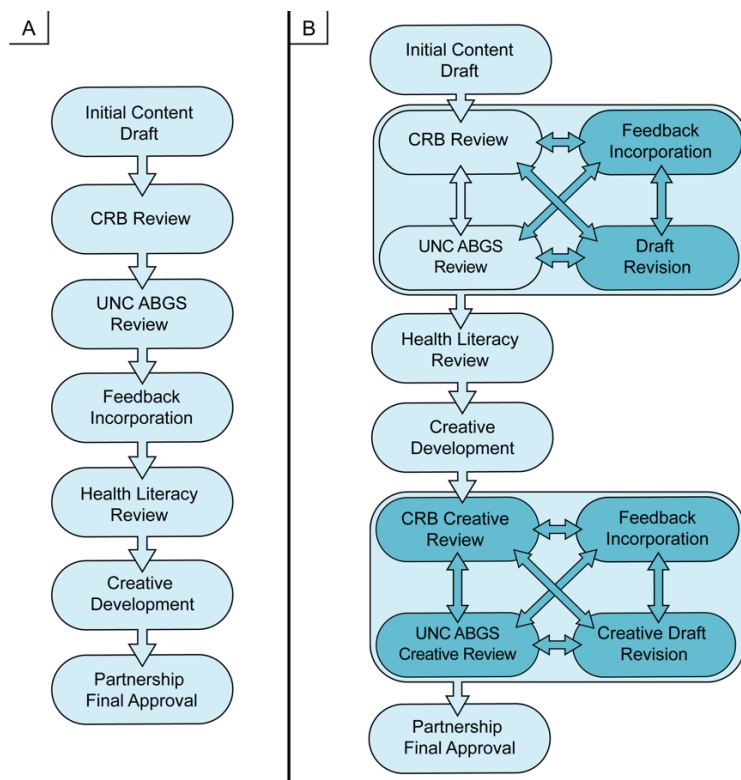 A
Initial Content
Draft
CRB Review
UNC ABGS
Review
Feedback
Incorporation
Health Literacy
Review
Creative
Development
Partnership
Final Approval
B
Initial Content
Draft
CRB Review
Feedback
Incorporation
UNC ABGS
Review
Draft
Revision
Health Literacy
Review
Creative
Development
CRB Creative
Review
Feedback
Incorporation
UNC ABGS
Creative Review
Creative Draft
Revision
Partnership
Final Approval